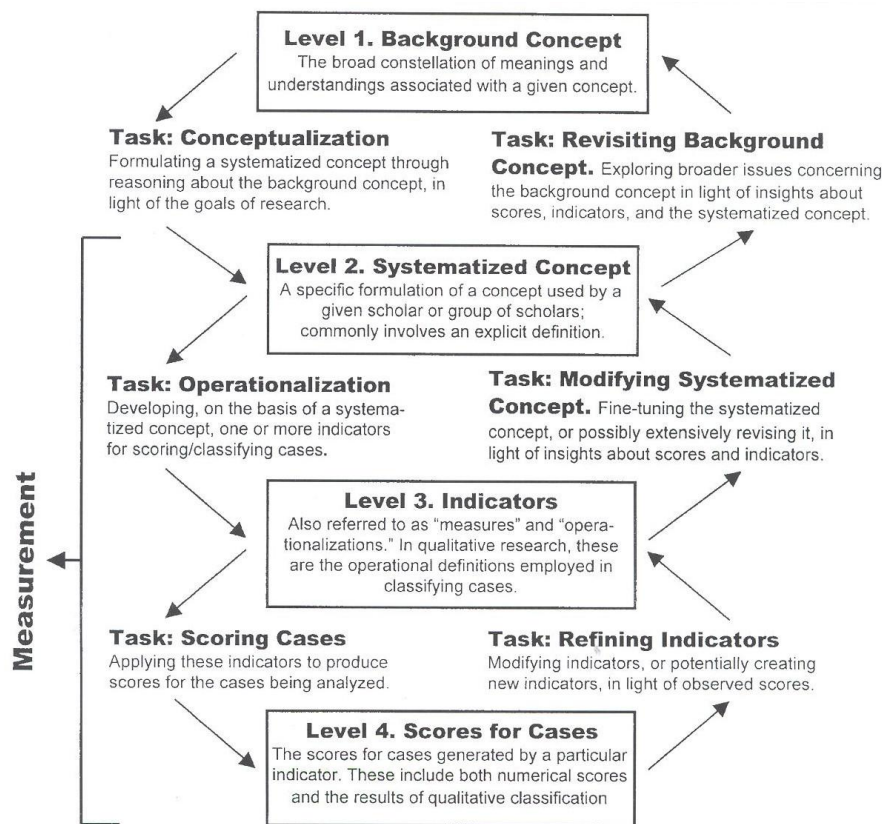 Level 1. Background Concept
The broad constellation of meanings and
understandings associated with a given concept.
Task: Conceptualization
Formulating a systematized concept through
reasoning about the background concept, in
light of the goals of research.
Task: Revisiting Background
Concept. Exploring broader issues concerning
the background concept in light of insights about
scores, indicators, and the systematized concept.
Level 2. Systematized Concept
A specific formulation of a concept used by a
given scholar or group of scholars;
commonly involves an explicit definition.
Task: Operationalization
Developing, on the basis of a systema-
tized concept, one or more indicators
for scoring/classifying cases.
Task: Modifying Systematized
Concept. Fine-tuning the systematized
concept, or possibly extensively revising it, in
light of insights about scores and indicators.
Measurement
Level 3. Indicators
Also referred to as “measures” and “opera-
tionalizations.” In qualitative research, these
are the operational definitions employed in
classifying cases.
Task: Scoring Cases
Applying these indicators to produce
scores for the cases being analyzed.
Task: Refining Indicators
Modifying indicators, or potentially creating
new indicators, in light of observed scores.
Level 4. Scores for Cases
The scores for cases generated by a particular
indicator. These include both numerical scores
and the results of qualitative classification